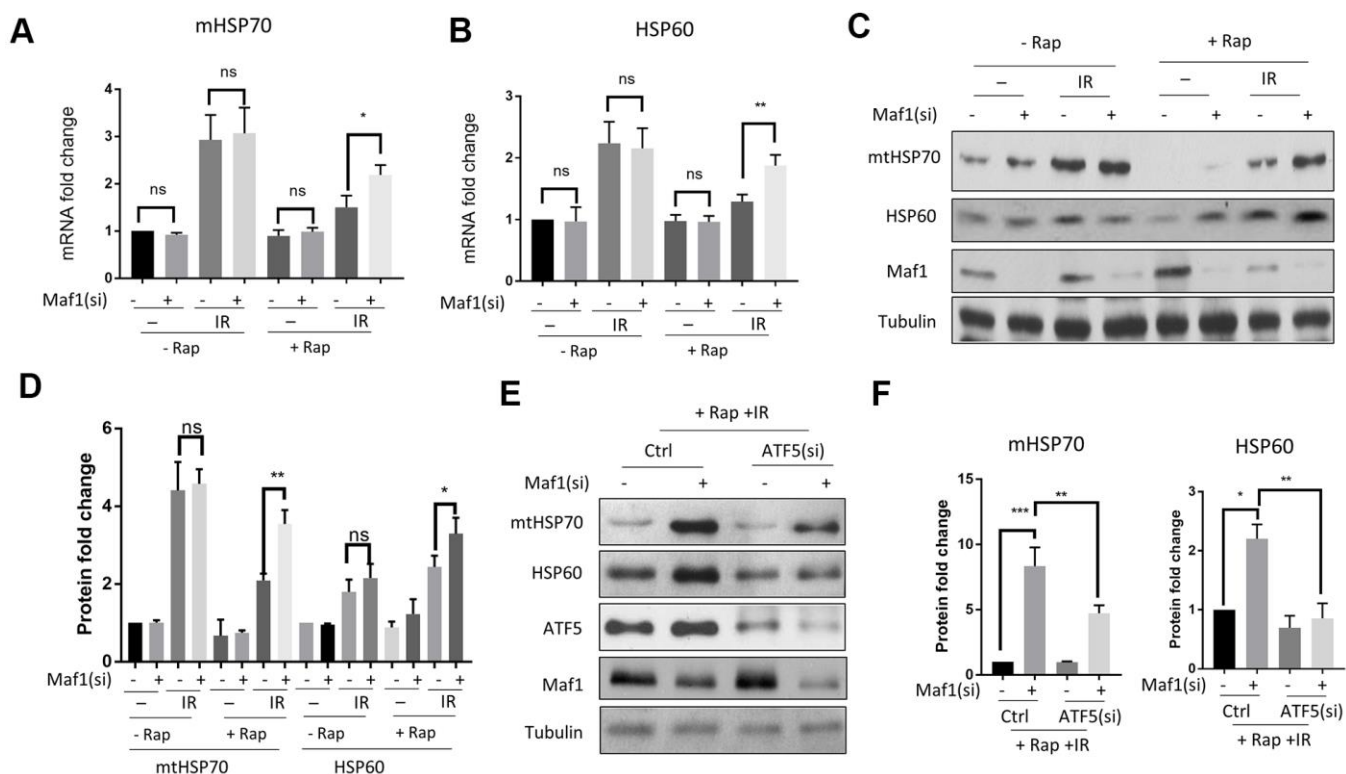 A
mHSP70
mRNA fold change
4
3
2
1
0
ns
ns
ns
*
Maf1(si)
- + - + - + - +
– IR – IR
- Rap + Rap
B
HSP60
mRNA fold change
3
2
1
0
ns
ns
ns
**
Maf1(si)
- + - + - + - +
– IR – IR
- Rap + Rap
C
- Rap + Rap
– IR – IR
Maf1(si) - + - + - + - +
mtHSP70
HSP60
Maf1
Tubulin
D
Protein fold change
6
4
2
0
ns
**
ns
*
Maf1(si)
- + - + - + - + - + - + - + - +
– IR – IR – IR – IR
- Rap + Rap - Rap + Rap
mtHSP70 HSP60
E
+ Rap +IR
Ctrl ATF5(si)
Maf1(si) - + - +
mtHSP70
HSP60
ATF5
Maf1
Tubulin
F
mHSP70
Protein fold change
15
10
5
0
***
**
Maf1(si) - + - +
Ctrl ATF5(si)
+ Rap +IR
HSP60
Protein fold change
3
2
1
0
*
**
Maf1(si) - + - +
Ctrl ATF5(si)
+ Rap +IR